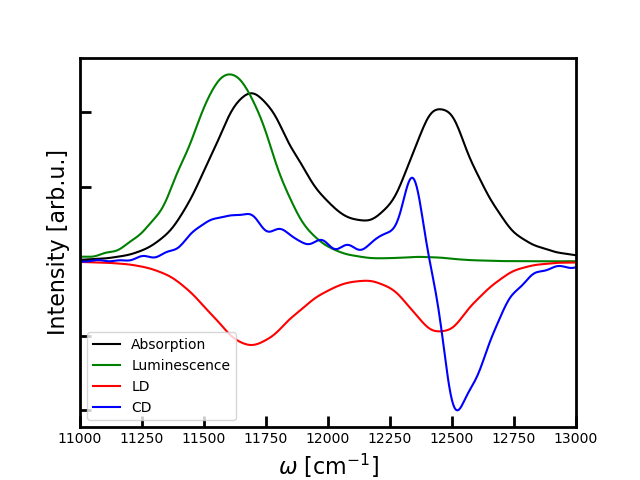 Intensity [arb.u.]
Absorption
Luminescence
LD
CD
11000 11250 11500 11750 12000 12250 12500 12750 13000
ω [cm⁻¹]